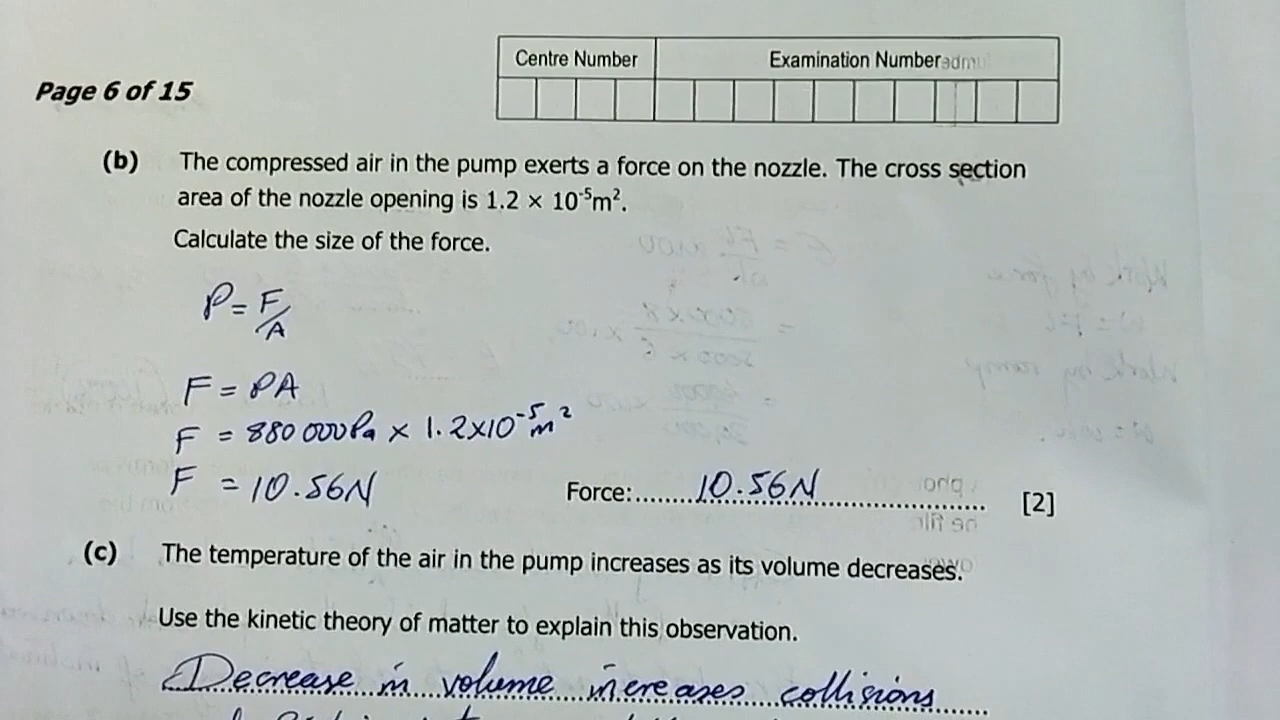 Centre Number Examination Number
Page 6 of 15
(b) The compressed air in the pump exerts a force on the nozzle. The cross section
area of the nozzle opening is 1.2 × 10⁻⁵m².
Calculate the size of the force.
P = F/A
F = PA
F = 880 000Pa × 1.2×10⁻⁵m²
F = 10.56N
Force:.......10.56N....................... [2]
(c) The temperature of the air in the pump increases as its volume decreases.
Use the kinetic theory of matter to explain this observation.
Decrease in volume increases collisions